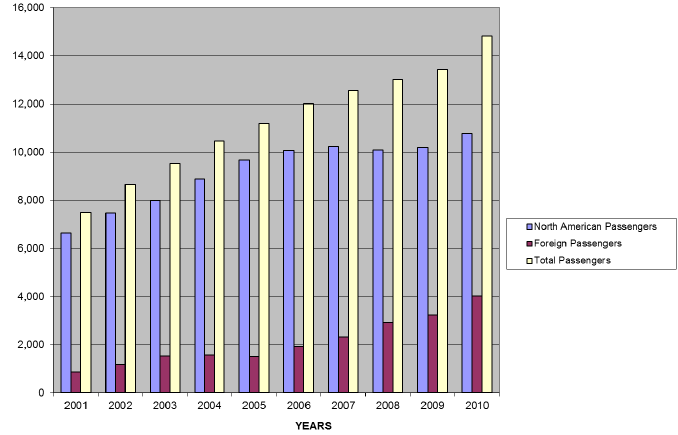 16,000
14,000
12,000
10,000
8,000
6,000
4,000
2,000
0
2001 2002 2003 2004 2005 2006 2007 2008 2009 2010
YEARS
North American Passengers
Foreign Passengers
Total Passengers